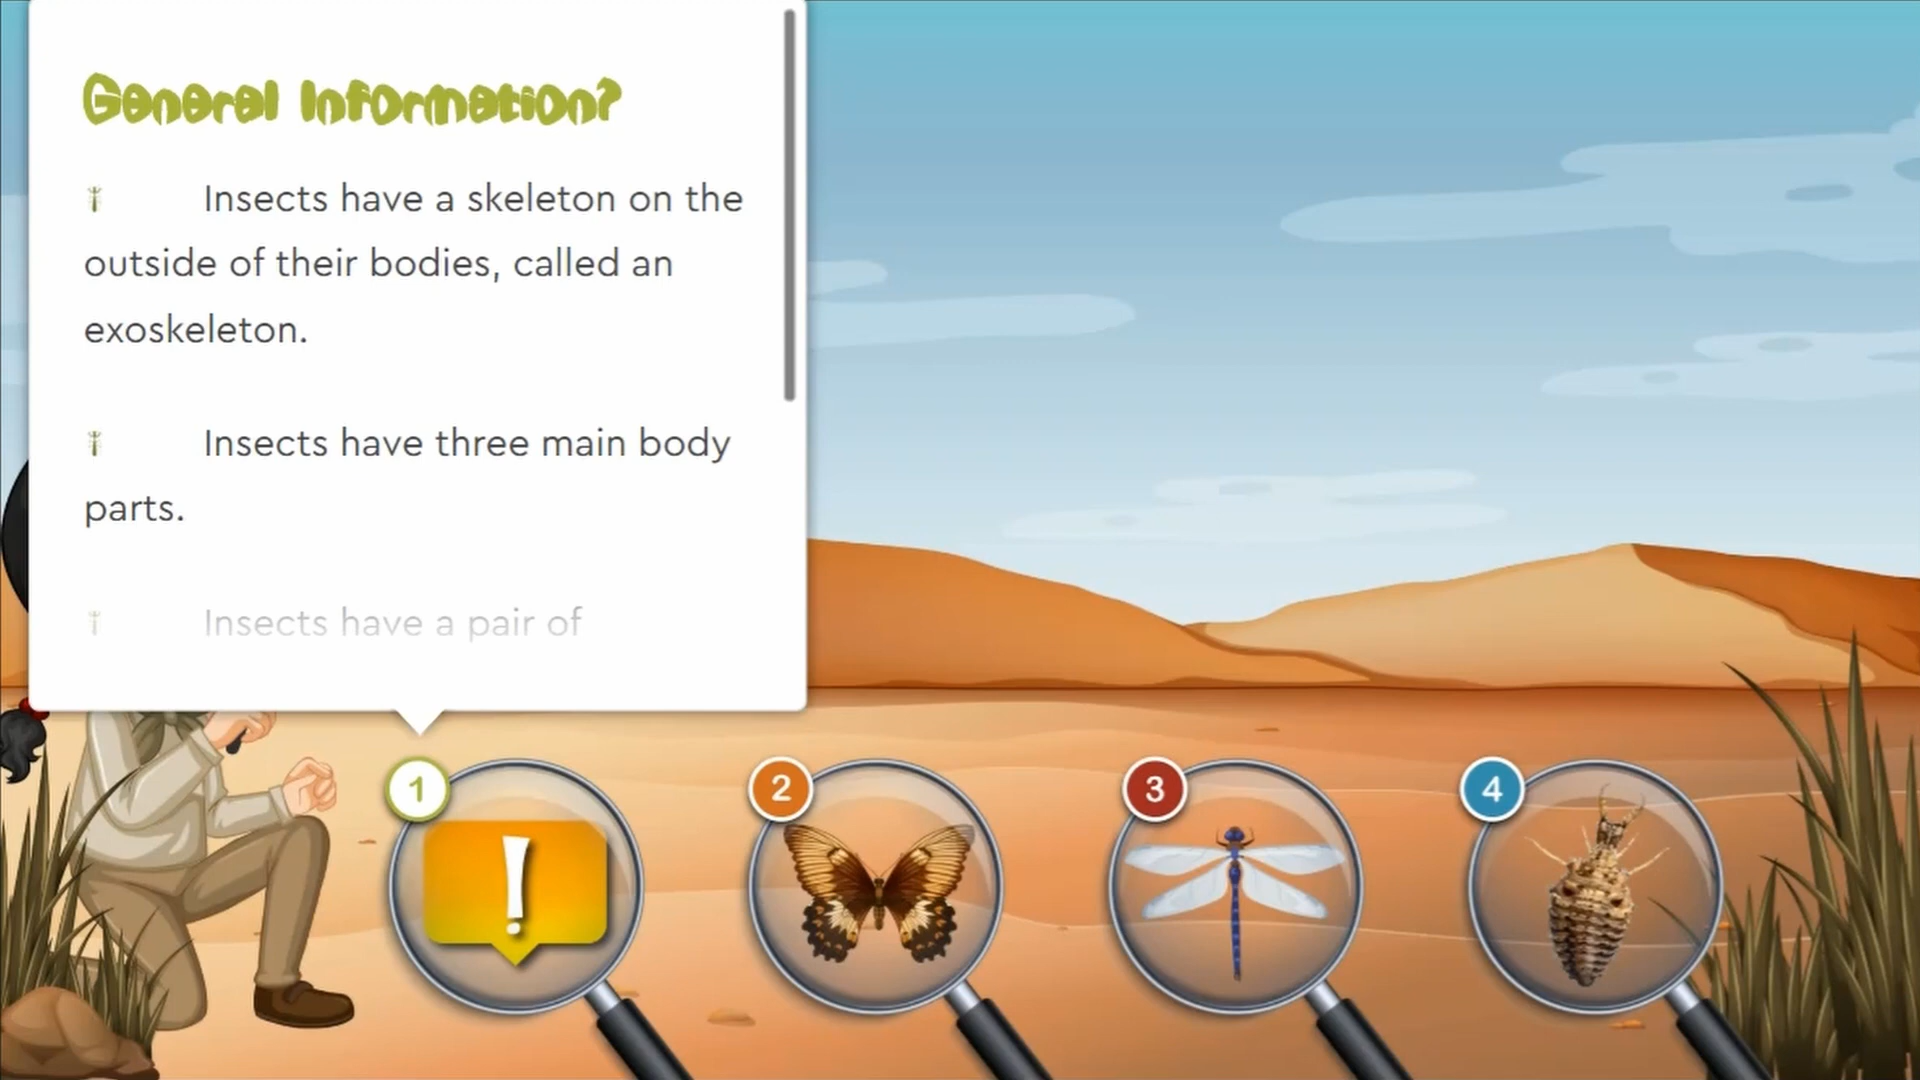 General Information?
Insects have a skeleton on the
outside of their bodies, called an
exoskeleton.
Insects have three main body
parts.
Insects have a pair of
1
!
2
3
4